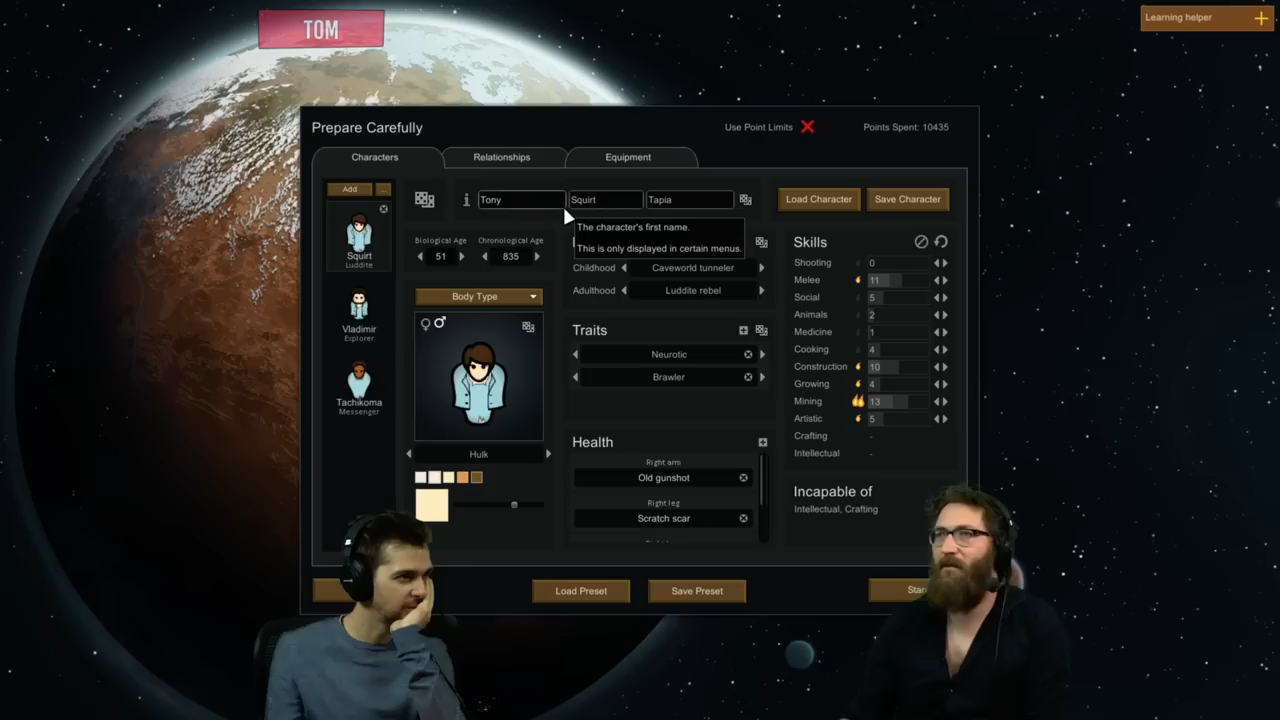 TOM
Learning helper
Prepare Carefully
Use Point Limits
Points Spent: 10435
Characters
Relationships
Equipment
Add
...
Tony
Squirt
Tapia
Load Character
Save Character
The character's first name.
This is only displayed in certain menus.
Squirt
Luddite
Vladimir
Explorer
Tachikoma
Messenger
Biological Age
Chronological Age
51
835
Body Type
Hulk
Childhood
Caveworld tunneler
Adulthood
Luddite rebel
Traits
Neurotic
Brawler
Health
Right arm
Old gunshot
Right leg
Scratch scar
Skills
Shooting 0
Melee 11
Social 5
Animals 2
Medicine 1
Cooking 4
Construction 10
Growing 4
Mining 13
Artistic 5
Crafting -
Intellectual -
Incapable of
Intellectual, Crafting
Load Preset
Save Preset